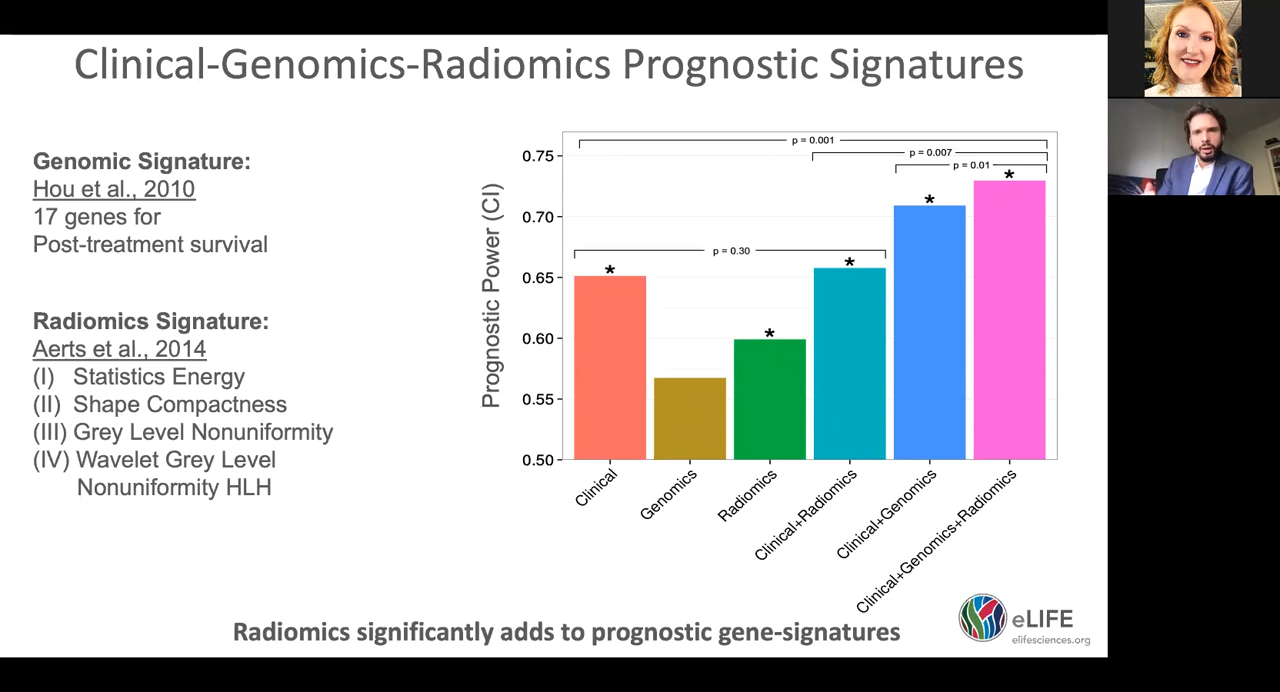 Clinical-Genomics-Radiomics Prognostic Signatures
Genomic Signature:
Hou et al., 2010
17 genes for
Post-treatment survival
Radiomics Signature:
Aerts et al., 2014
(I) Statistics Energy
(II) Shape Compactness
(III) Grey Level Nonuniformity
(IV) Wavelet Grey Level
Nonuniformity HLH
Prognostic Power (CI)
0.75
0.70
0.65
0.60
0.55
0.50
p = 0.001
p = 0.007
p = 0.01
p = 0.30
*
*
*
*
*
Clinical
Genomics
Radiomics
Clinical+Radiomics
Clinical+Genomics
Clinical+Genomics+Radiomics
Radiomics significantly adds to prognostic gene-signatures
eLIFE
elifesciences.org